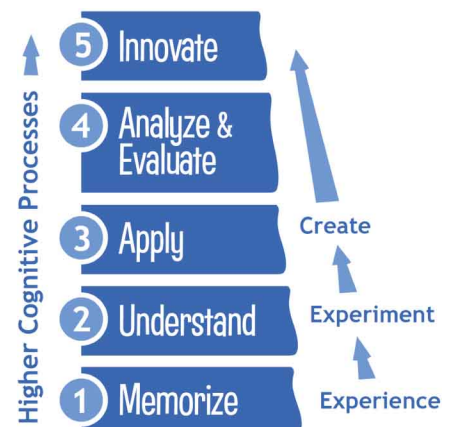 5 Innovate
4 Analyze &
Evaluate
3 Apply
2 Understand
1 Memorize
Higher Cognitive Processes
Create
Experiment
Experience